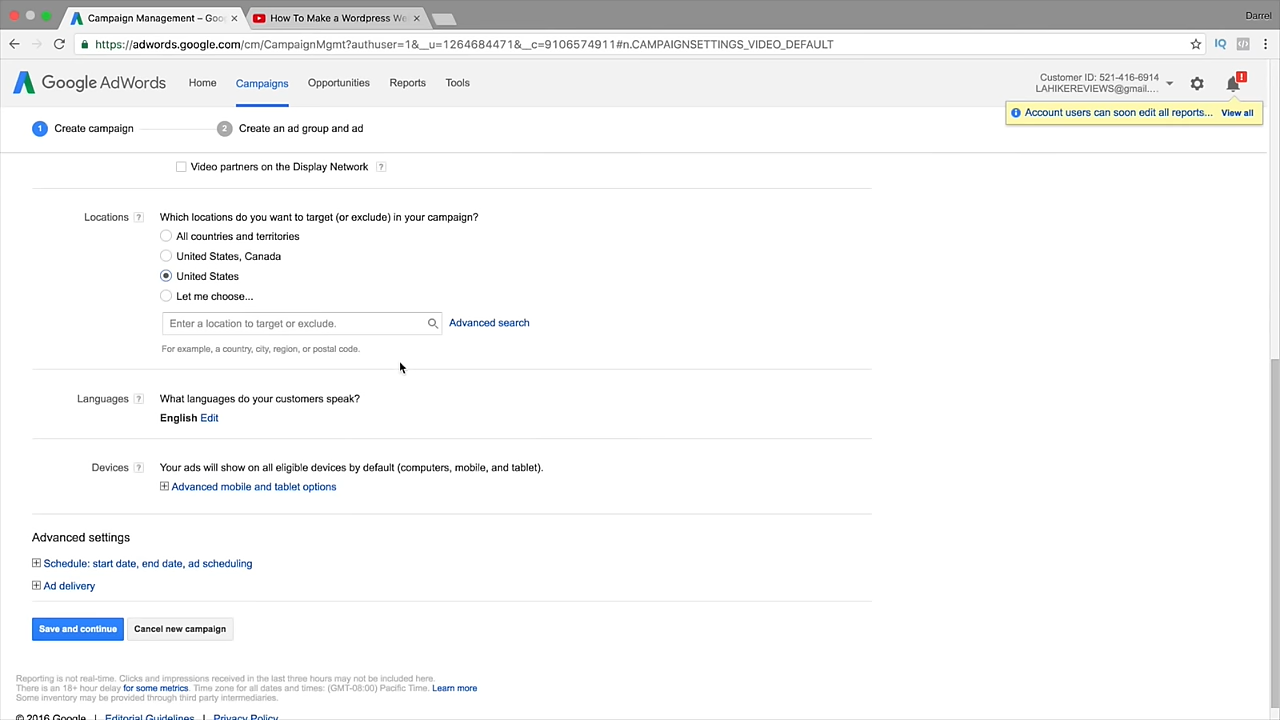 Campaign Management – Goo
How To Make a Wordpress We
Darrel
https://adwords.google.com/cm/CampaignMgmt?authuser=1&__u=1264684471&__c=9106574911#n.CAMPAIGNSETTINGS_VIDEO_DEFAULT
IQ
Google AdWords
Home
Campaigns
Opportunities
Reports
Tools
Customer ID: 521-416-6914
LAHIKEREVIEWS@gmail....
!
Account users can soon edit all reports... View all
1 Create campaign
2 Create an ad group and ad
Video partners on the Display Network ?
Locations ? Which locations do you want to target (or exclude) in your campaign?
All countries and territories
United States, Canada
United States
Let me choose...
Enter a location to target or exclude. Advanced search
For example, a country, city, region, or postal code.
Languages ? What languages do your customers speak?
English Edit
Devices ? Your ads will show on all eligible devices by default (computers, mobile, and tablet).
Advanced mobile and tablet options
Advanced settings
Schedule: start date, end date, ad scheduling
Ad delivery
Save and continue
Cancel new campaign
Reporting is not real-time. Clicks and impressions received in the last three hours may not be included here.
There is an 18+ hour delay for some metrics. Time zone for all dates and times: (GMT-08:00) Pacific Time. Learn more
Some inventory may be provided through third party intermediaries.
© 2016 Google | Editorial Guidelines | Privacy Policy